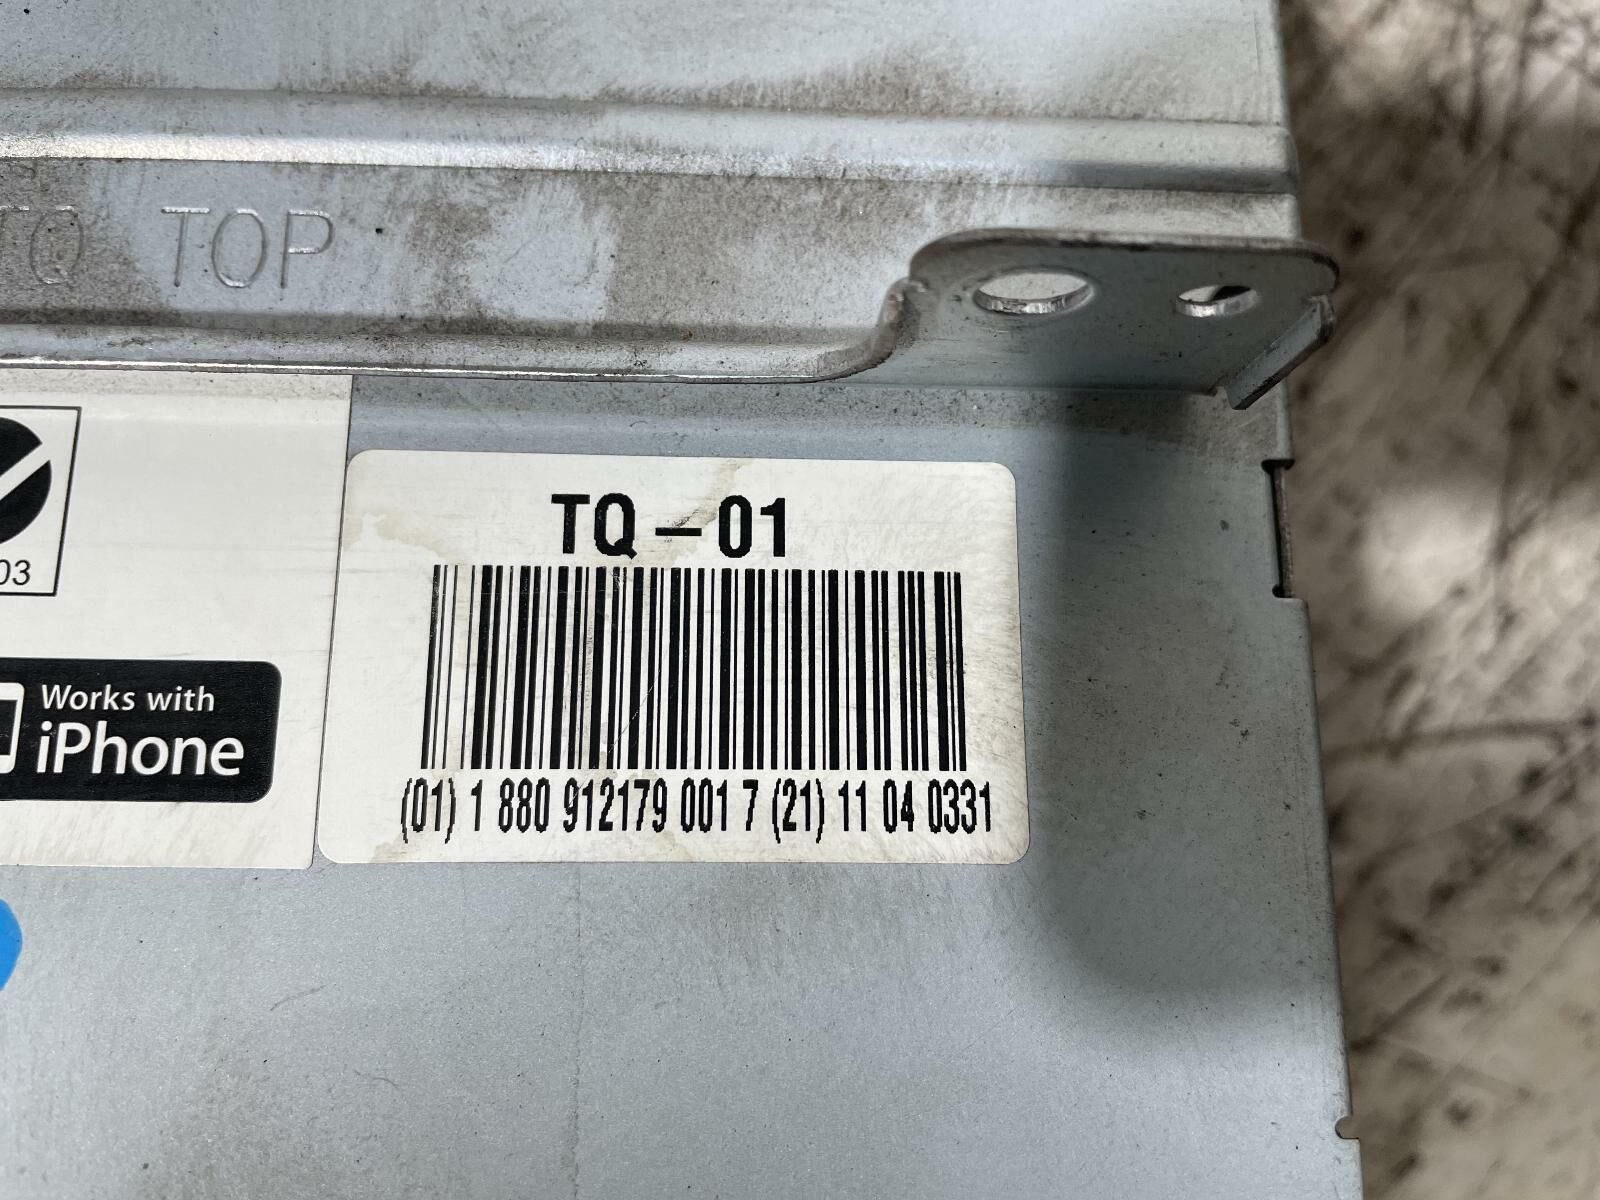 TQ TOP
TQ – 01
03
Works with
iPhone
(01) 1 880 912179 001 7 (21) 11 04 0331